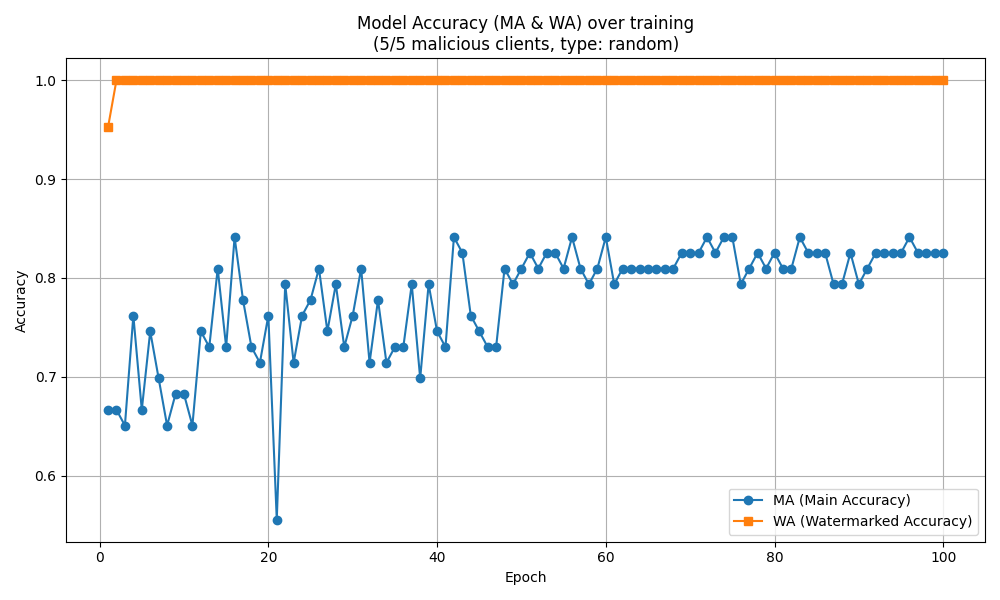 Model Accuracy (MA & WA) over training
(5/5 malicious clients, type: random)
1.0
0.9
0.8
0.7
0.6
Accuracy
0 20 40 60 80 100
Epoch
MA (Main Accuracy)
WA (Watermarked Accuracy)